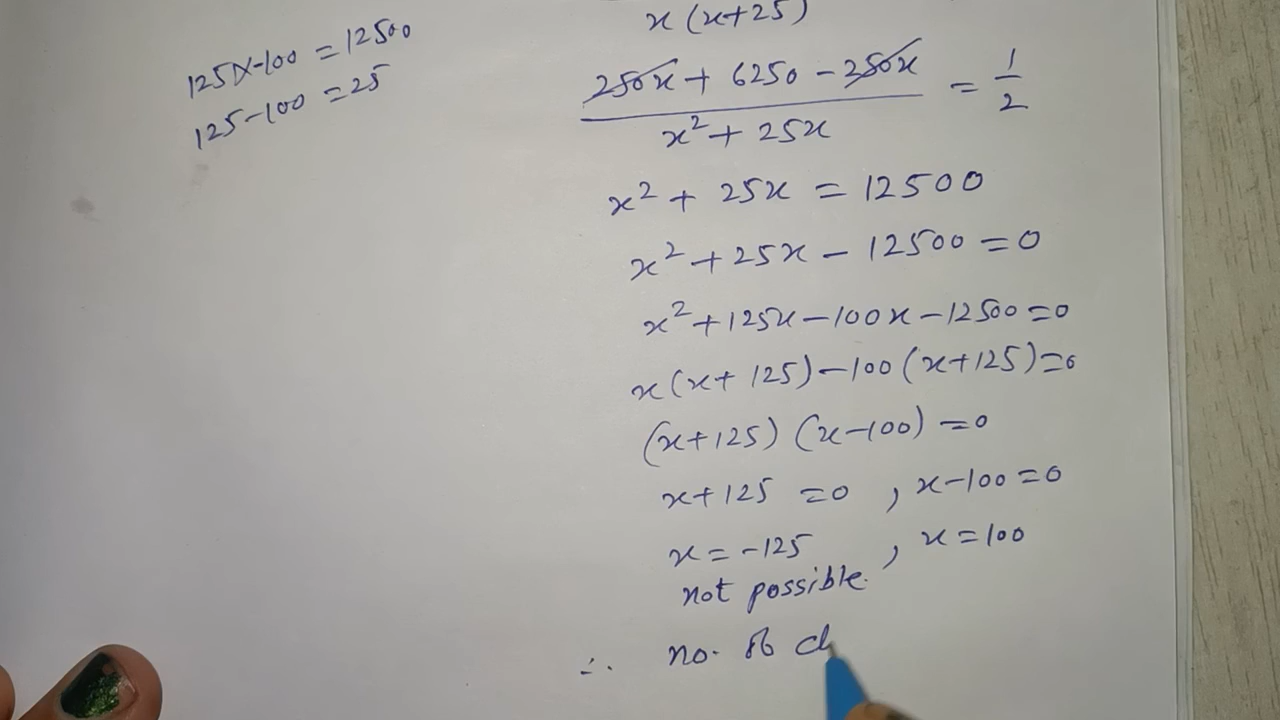 125x-100 = 12500
125-100 = 25
x (x+25)
250x + 6250 - 250x = 1/2
x² + 25x
x² + 25x = 12500
x² + 25x - 12500 = 0
x² + 125x - 100x - 12500 = 0
x (x + 125) - 100 (x + 125) = 0
(x + 125) (x - 100) = 0
x + 125 = 0 , x - 100 = 0
x = -125 , x = 100
not possible.
∴ no. of